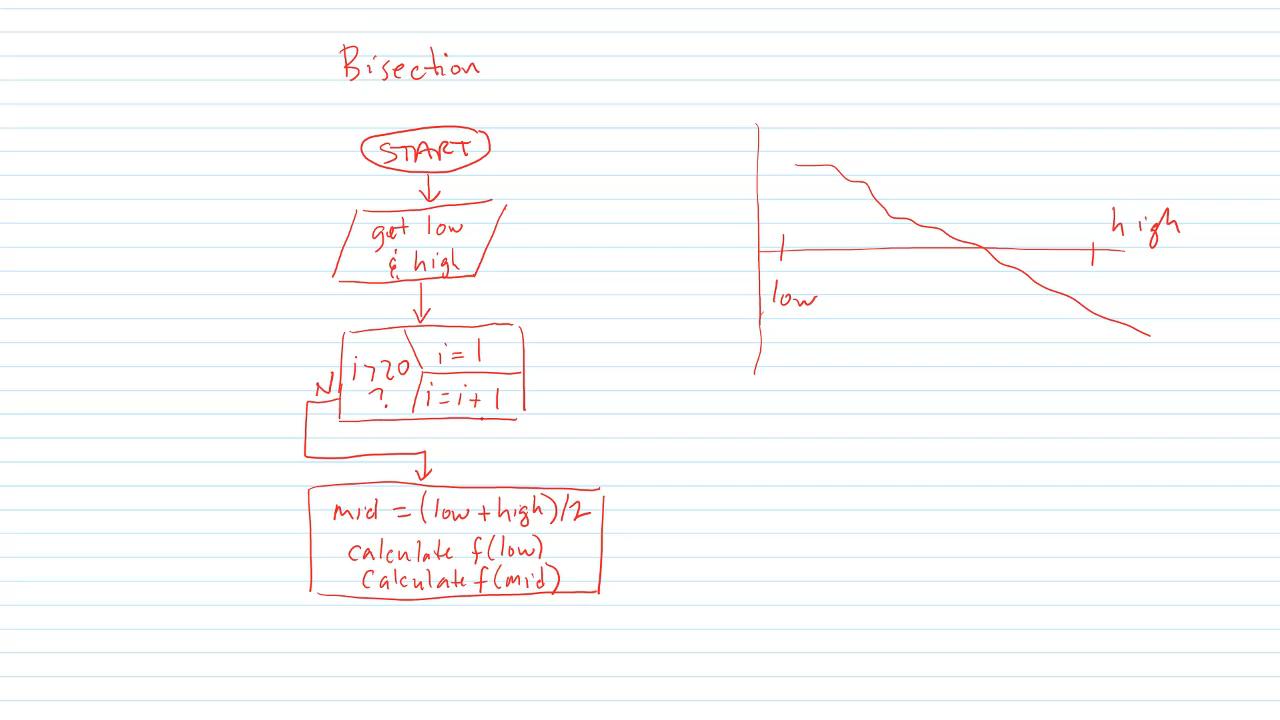 Bisection
START
get low
& high
i>20
?
i=1
i=i+1
N
mid = (low+high)/2
calculate f(low)
calculate f(mid)
low
high